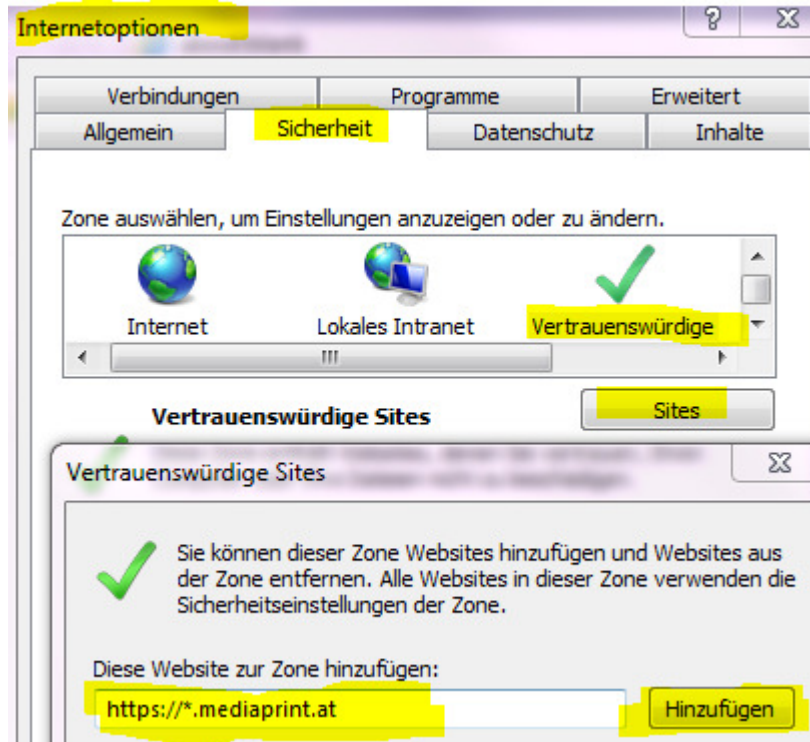 Internetoptionen
Verbindungen Programme Erweitert
Allgemein Sicherheit Datenschutz Inhalte
Zone auswählen, um Einstellungen anzuzeigen oder zu ändern.
Internet Lokales Intranet Vertrauenswürdige
Vertrauenswürdige Sites Sites
Vertrauenswürdige Sites
Sie können dieser Zone Websites hinzufügen und Websites aus
der Zone entfernen. Alle Websites in dieser Zone verwenden die
Sicherheitseinstellungen der Zone.
Diese Website zur Zone hinzufügen:
https://*.mediaprint.at Hinzufügen